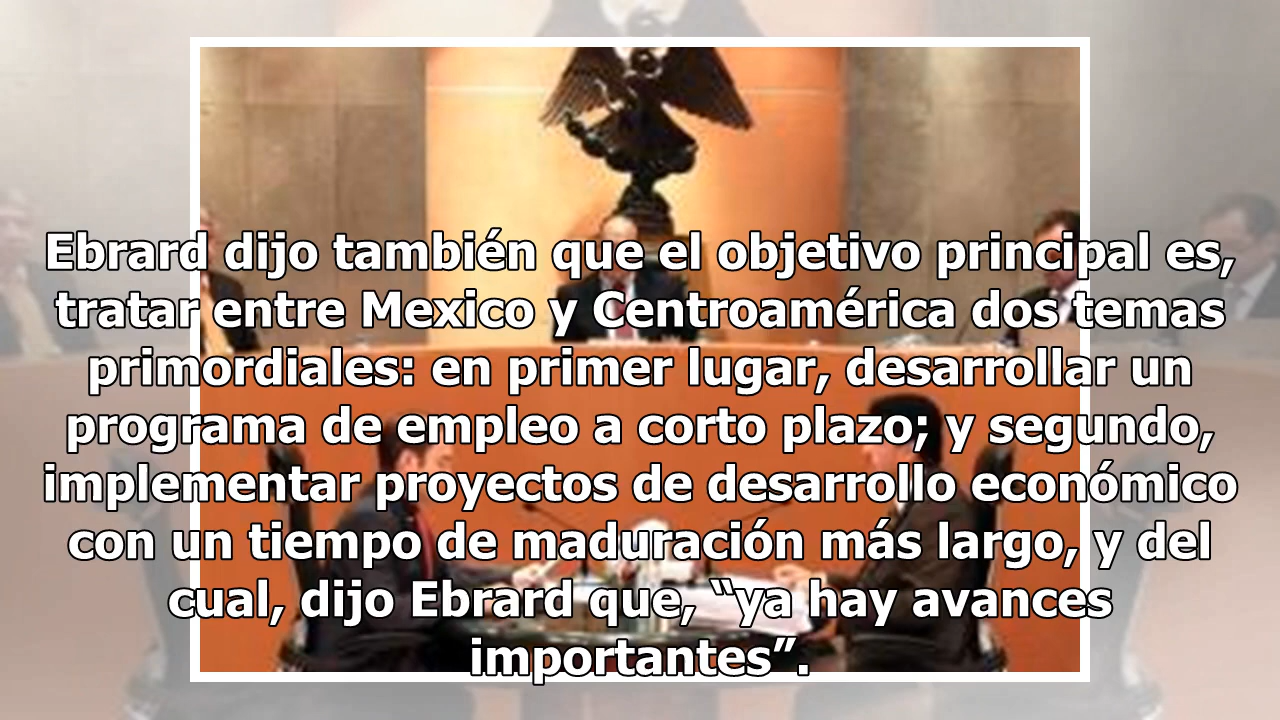 Ebrard dijo también que el objetivo principal es,
tratar entre Mexico y Centroamérica dos temas
primordiales: en primer lugar, desarrollar un
programa de empleo a corto plazo; y segundo,
implementar proyectos de desarrollo económico
con un tiempo de maduración más largo, y del
cual, dijo Ebrard que, “ya hay avances
importantes”.